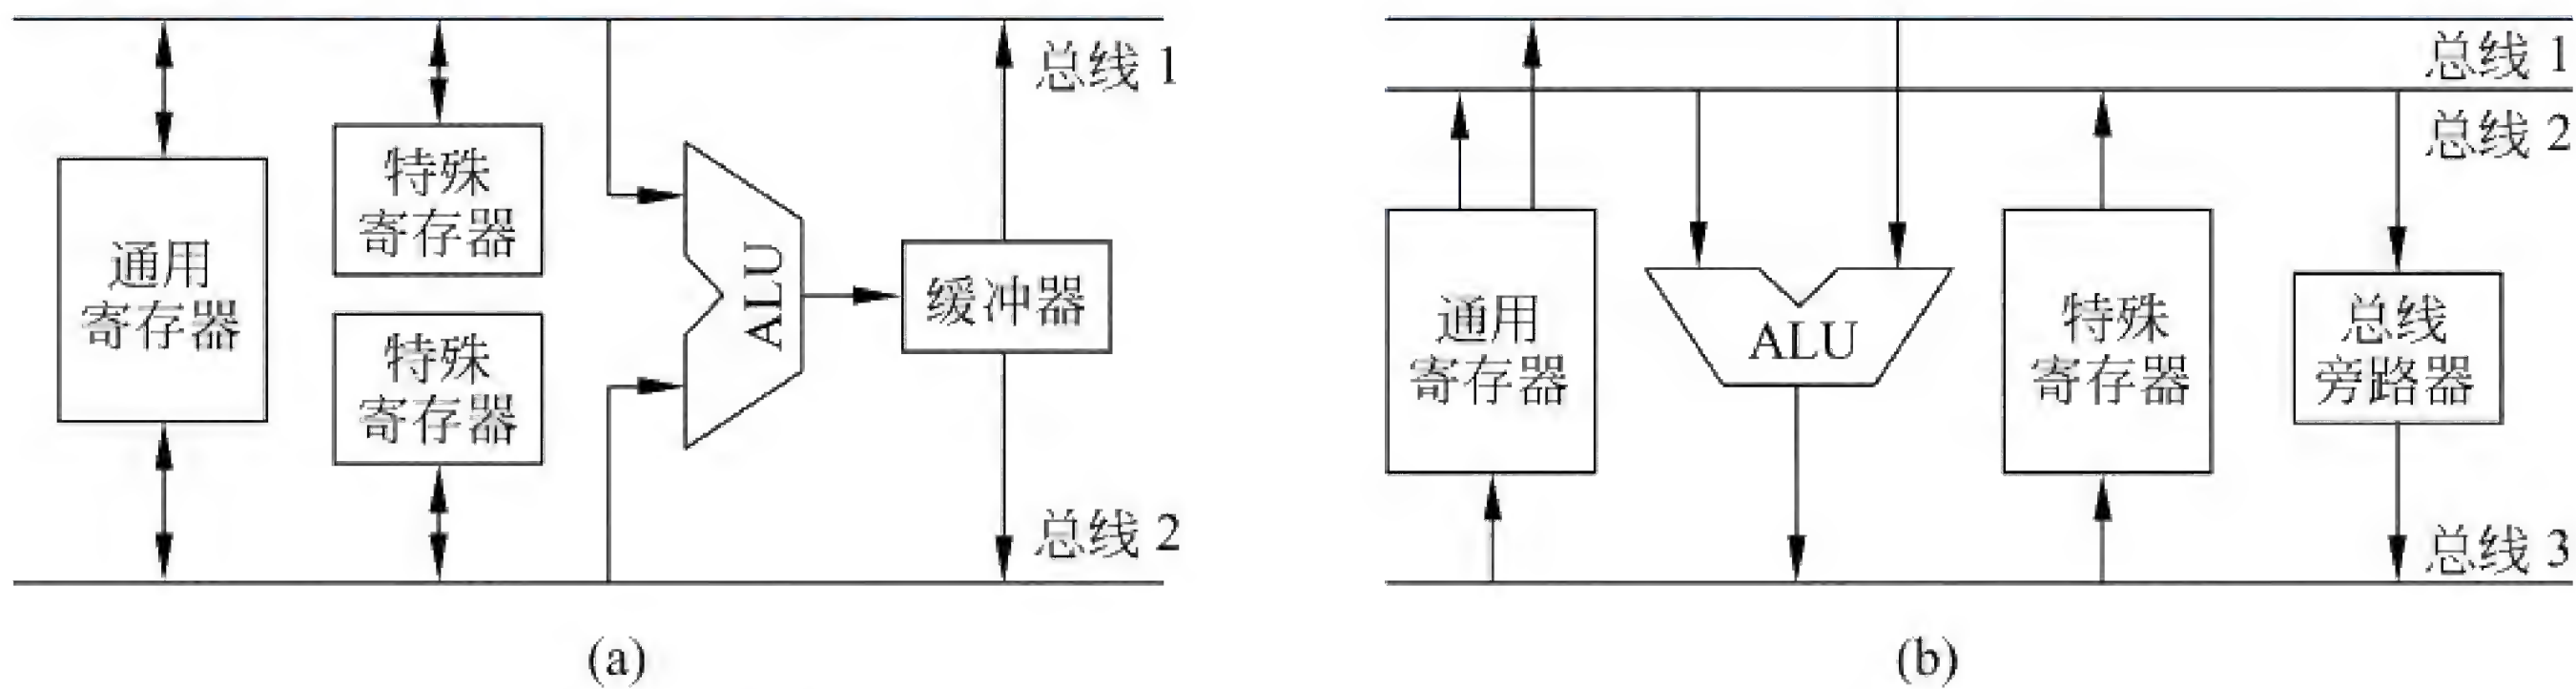 总线 1
特殊
寄存器
通用
寄存器
ALU
缓冲器
特殊
寄存器
总线 2
(a)
总线 1
总线 2
通用
寄存器
ALU
特殊
寄存器
总线
旁路器
总线 3
(b)